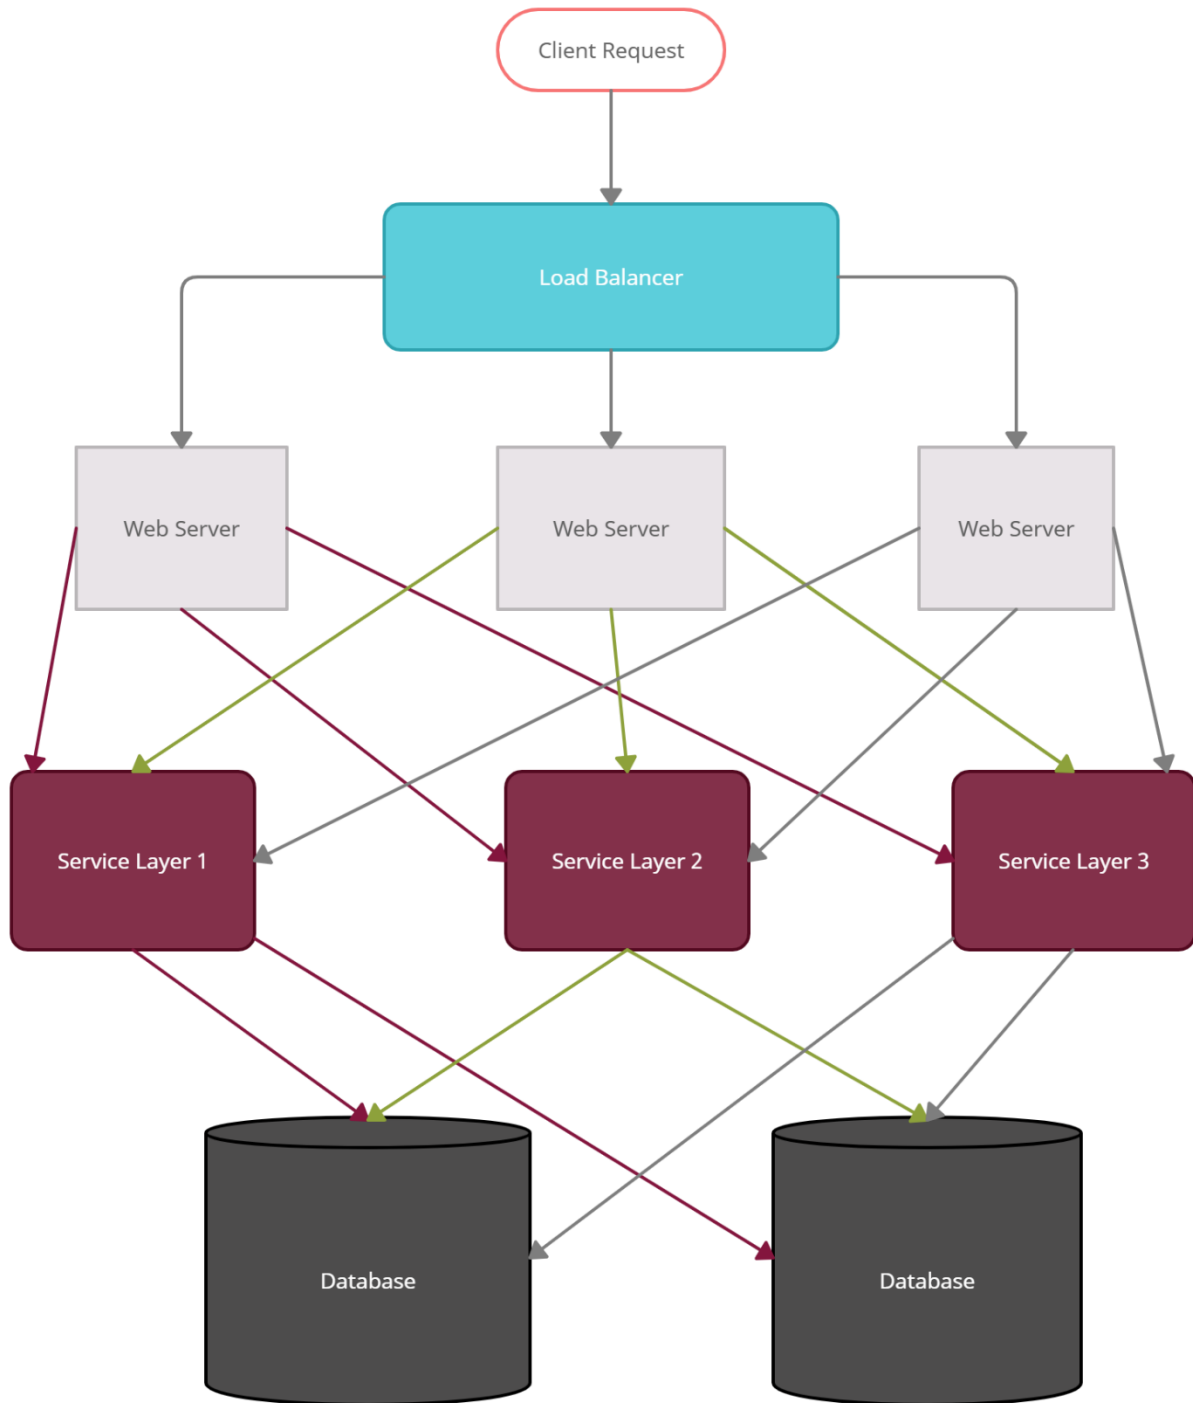 Client Request
Load Balancer
Web Server
Web Server
Web Server
Service Layer 1
Service Layer 2
Service Layer 3
Database
Database